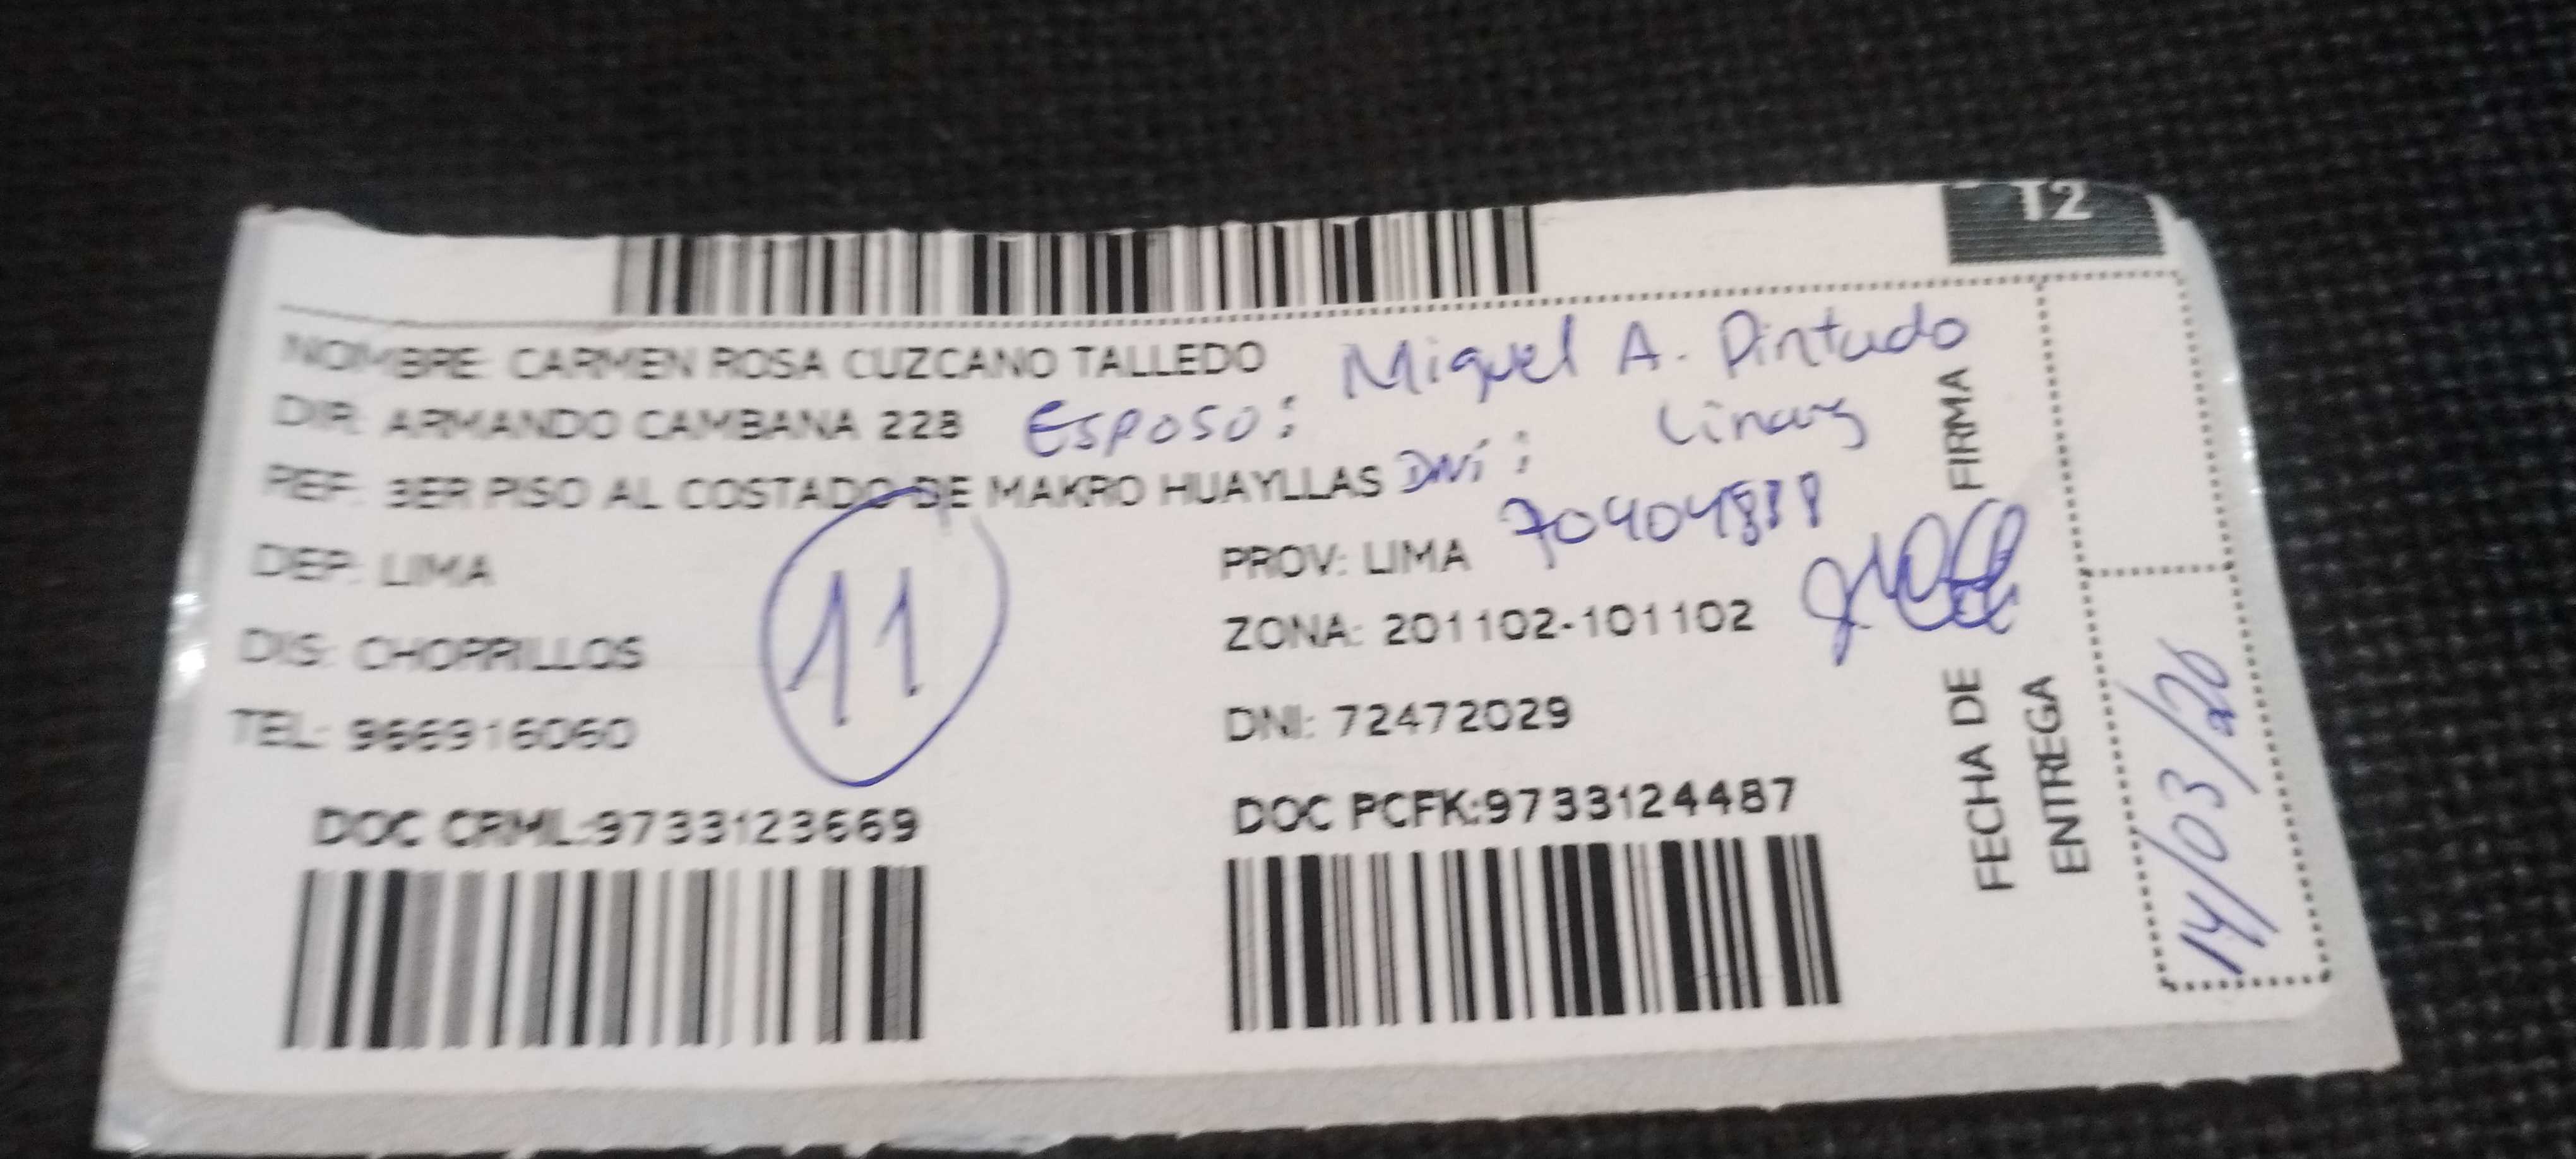 T2
NOMBRE: CARMEN ROSA CUZCANO TALLEDO
Miguel A. Pintado
DIR: ARMANDO CAMBANA 228
Esposo:
Linares
REF: 3ER PISO AL COSTADO DE MAKRO HUAYLLAS
DNI:
70404838
DEP: LIMA
PROV: LIMA
11
DIS: CHORRILLOS
ZONA: 201102-101102
TEL: 966916060
DNI: 72472029
DOC CRML:9733123669
DOC PCFK:9733124487
FIRMA
FECHA DE
ENTREGA
14/03/26